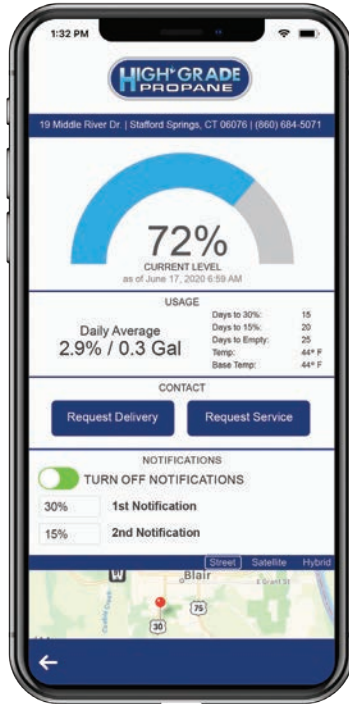 1:32 PM
HIGH GRADE
PROPANE
19 Middle River Dr. | Stafford Springs, CT 06076 | (860) 684-5071
72%
CURRENT LEVEL
as of June 17, 2020 6:59 AM
USAGE
Daily Average
2.9% / 0.3 Gal
Days to 30%: 15
Days to 15%: 20
Days to Empty: 25
Temp: 44° F
Base Temp: 44° F
CONTACT
Request Delivery Request Service
NOTIFICATIONS
TURN OFF NOTIFICATIONS
30% 1st Notification
15% 2nd Notification
Street Satellite Hybrid
W
Blair
E Grant St
75
30